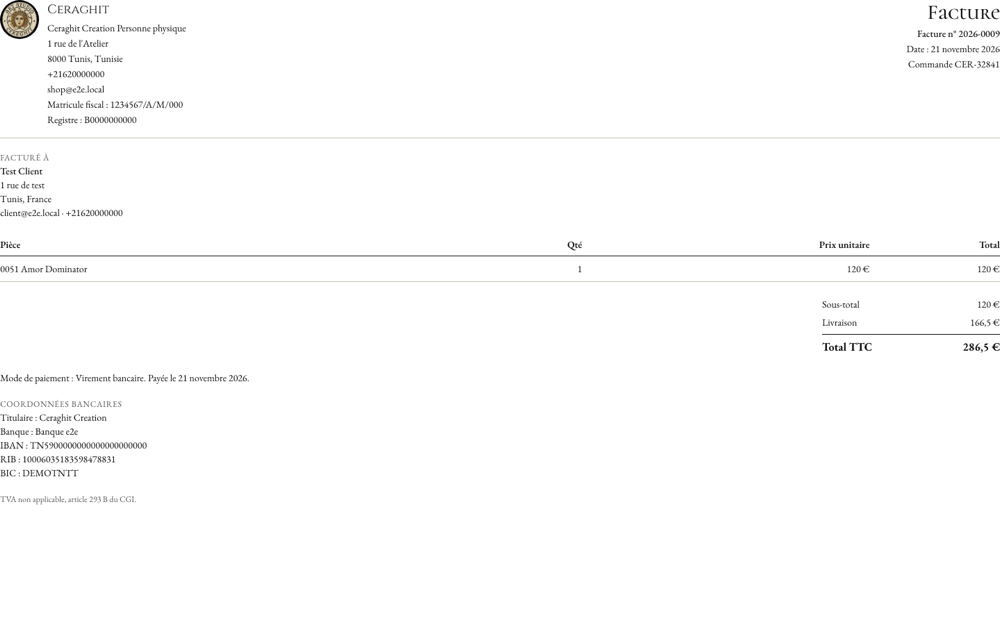 Ceraghit
Ceraghit Creation Personne physique
1 rue de l'Atelier
8000 Tunis, Tunisie
+21620000000
shop@e2e.local
Matricule fiscal : 1234567/A/M/000
Registre : B0000000000
Facture
Facture n° 2026-0009
Date : 21 novembre 2026
Commande CER-32841
FACTURÉ À
Test Client
1 rue de test
Tunis, France
client@e2e.local · +21620000000
Pièce Qté Prix unitaire Total
0051 Amor Dominator 1 120 € 120 €
Sous-total 120 €
Livraison 166,5 €
Total TTC 286,5 €
Mode de paiement : Virement bancaire. Payée le 21 novembre 2026.
COORDONNÉES BANCAIRES
Titulaire : Ceraghit Creation
Banque : Banque e2e
IBAN : TN5900000000000000000000
RIB : 10006035183598478831
BIC : DEMOTNTT
TVA non applicable, article 293 B du CGI.